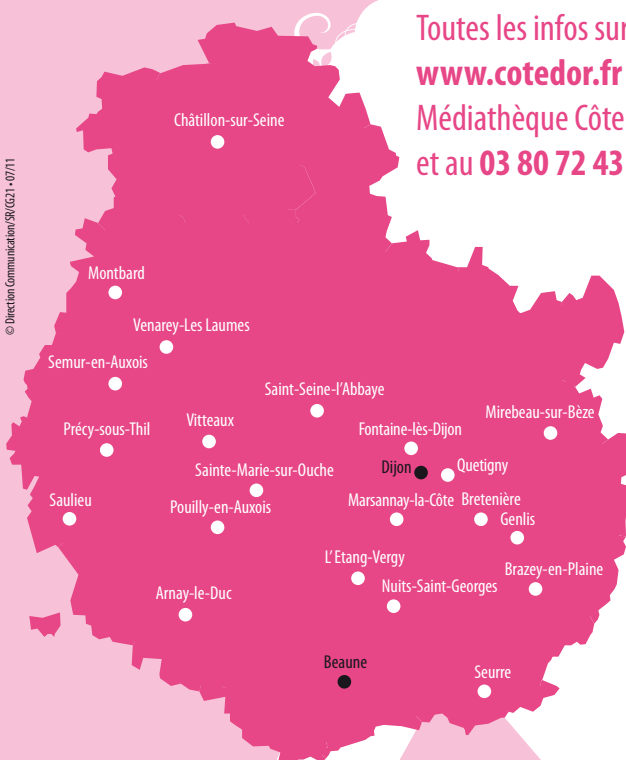 Toutes les infos sur
www.cotedor.fr
Médiathèque Côte
et au 03 80 72 43
© Direction Communication/SR/CG21 • 07/11
Châtillon-sur-Seine
Montbard
Venarey-Les Laumes
Semur-en-Auxois
Saint-Seine-l'Abbaye
Mirebeau-sur-Bèze
Précy-sous-Thil
Vitteaux
Fontaine-lès-Dijon
Dijon
Quetigny
Sainte-Marie-sur-Ouche
Saulieu
Pouilly-en-Auxois
Marsannay-la-Côte
Bretenière
Genlis
L' Etang-Vergy
Brazey-en-Plaine
Arnay-le-Duc
Nuits-Saint-Georges
Beaune
Seurre